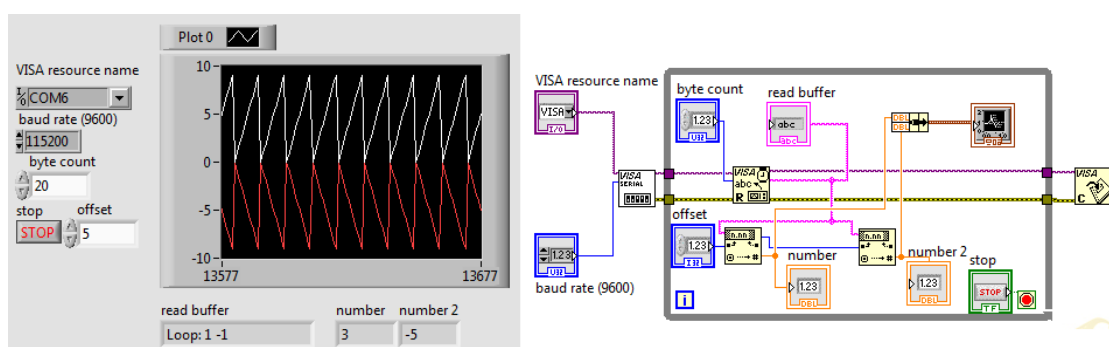 Plot 0
VISA resource name
I/O COM6
baud rate (9600)
115200
byte count
20
stop offset
STOP 5
10
5
0
-5
-10
13577 13677
read buffer number number 2
Loop: 1 -1 3 -5
VISA resource name
VISA
I/O
baud rate (9600)
1.23
U32
VISA
SERIAL
byte count
1.23
U32
read buffer
abc
abc
VISA
abc
R
offset
1.23
I32
n.nn
#
n.nn
#
number
1.23
DBL
number 2
1.23
DBL
DBL
DBL
stop
STOP
TF
i
VISA
C